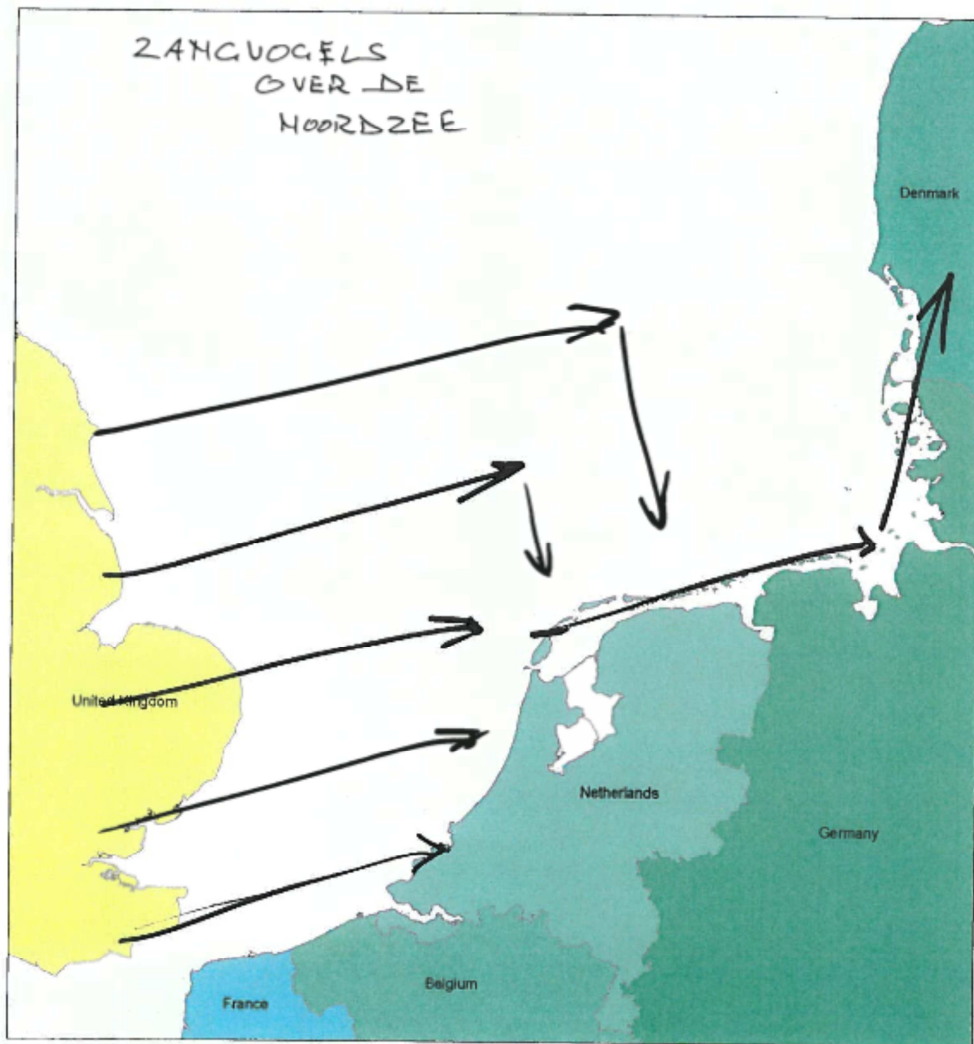 ZANGVOGELS
OVER DE
NOORDZEE
Denmark
United Kingdom
Netherlands
Germany
Belgium
France